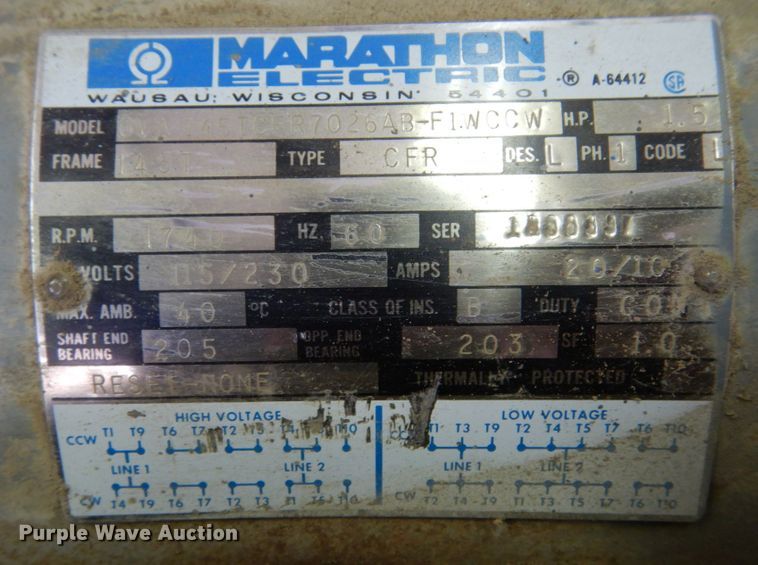 MARATHON
ELECTRIC ® A-64412 SA
WAUSAU, WISCONSIN 54401
MODEL 7026AB-F1WCCW H.P. 1.5
FRAME TYPE CFR DES. L PH. 1 CODE L
R.P.M. 1740 HZ. 60 SER
VOLTS 115/230 AMPS 20/10
MAX. AMB. 40 °C CLASS OF INS. B DUTY CON
SHAFT END BEARING 205 OPP. END BEARING 203 SF 1.0
RESET NONE THERMALLY PROTECTED
HIGH VOLTAGE LOW VOLTAGE
CCW T1 T9 T6 T7 T2 T3 T10 T1 T3 T9 T2 T4 T5 T7 T6 T10
LINE 1 LINE 2 LINE 1 LINE 2
CW T4 T9 T6 T7 T2 T3 T1 T5 T10 CW T2 T4 T9 T1 T3 T5 T7 T6 T10
Purple Wave Auction